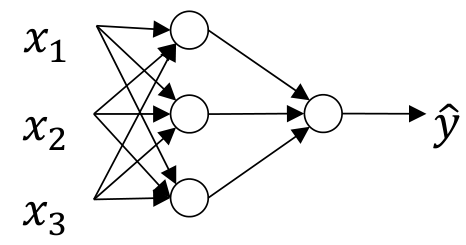 x₁
x₂
x₃
ŷ